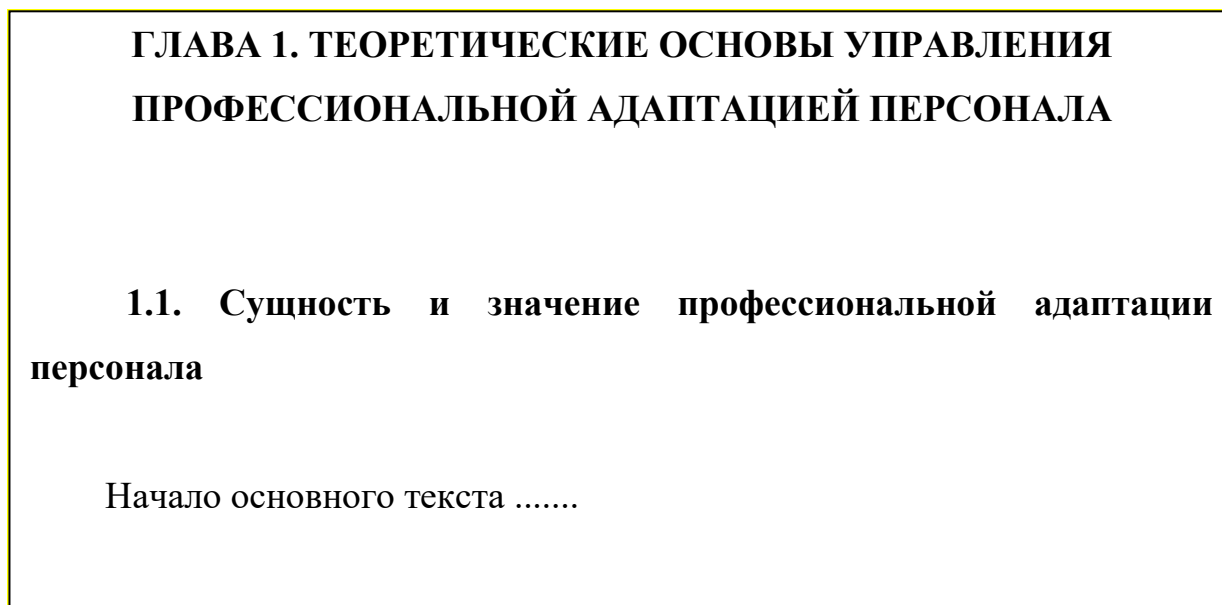 ГЛАВА 1. ТЕОРЕТИЧЕСКИЕ ОСНОВЫ УПРАВЛЕНИЯ
ПРОФЕССИОНАЛЬНОЙ АДАПТАЦИЕЙ ПЕРСОНАЛА
1.1. Сущность и значение профессиональной адаптации
персонала
Начало основного текста .......